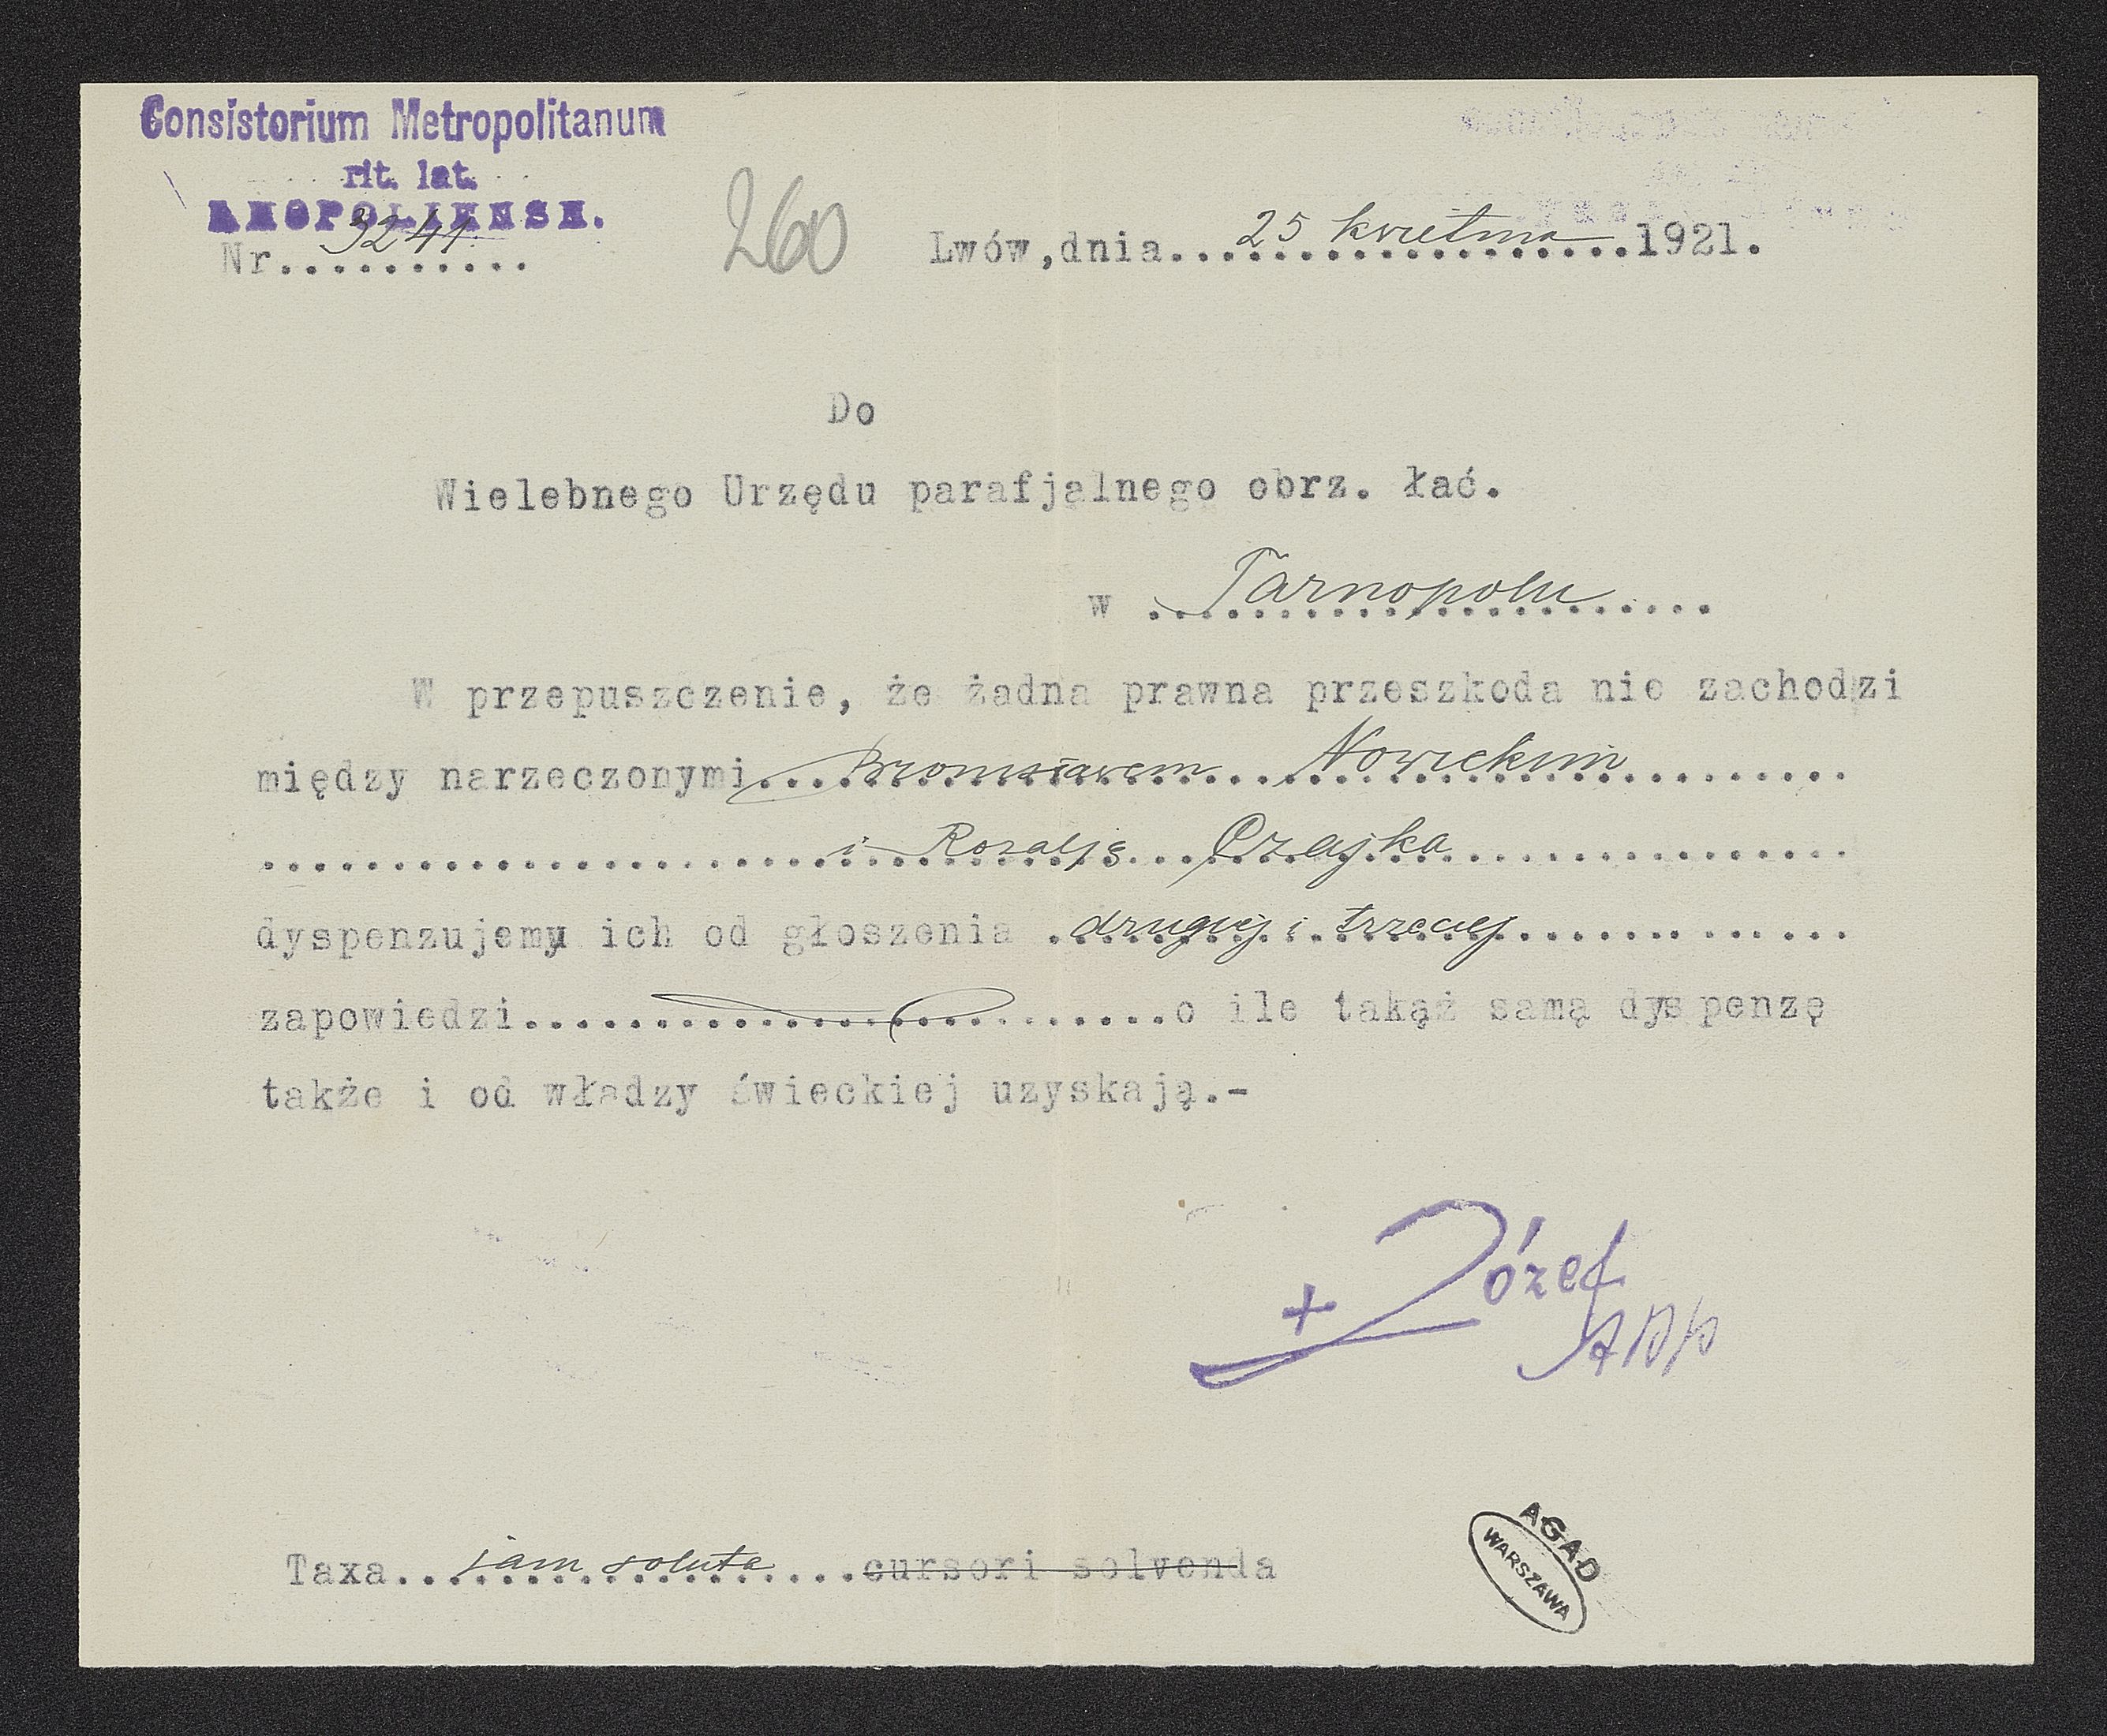 Consistorium Metropolitanum
rit. lat.
LEOPOLIENSE.
Nr. 3241.
260
Lwów,dnia 25 kwietnia 1921.
Do
Wielebnego Urzędu parafjalnego obrz. łać.
w Tarnopolu
W przepuszczenie, że żadna prawna przeszkoda nie zachodzi
między narzeczonymi Bronisławem Nowickim
i Rozalją Czajka
dyspenzujemy ich od głoszenia drugiej i trzeciej
zapowiedzi o ile takąż samą dyspenzę
także i od władzy świeckiej uzyskają.-
+ Józef
Taxa jam soluta cursori solvenda
AGAD
WARSZAWA